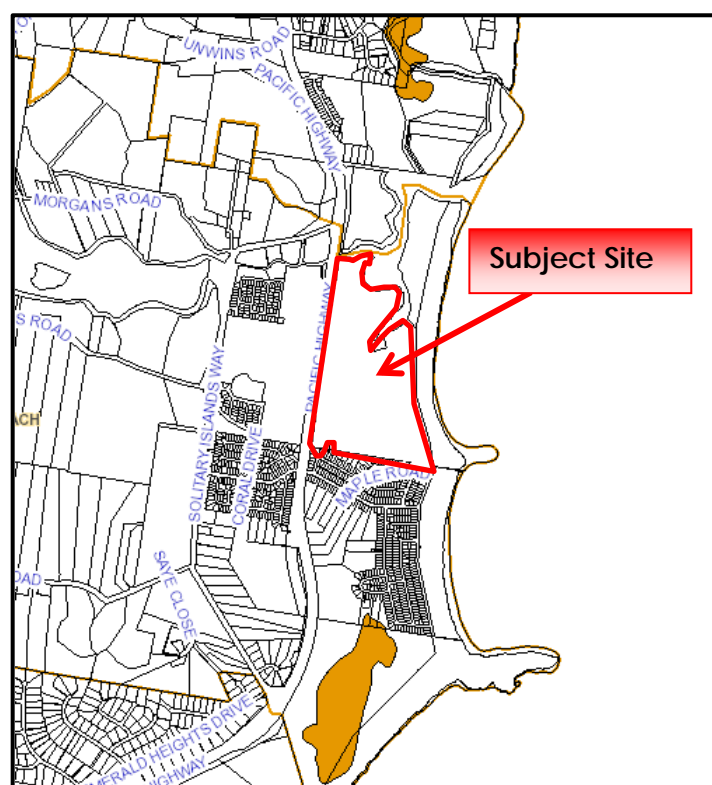 UNWINS ROAD
PACIFIC HIGHWAY
MORGANS ROAD
Subject Site
PACIFIC HIGHWAY
S ROAD
ACH
SOLITARY ISLANDS WAY
CORAL DRIVE
MAPLE ROAD
SAYE CLOSE
OAD
MERALD HEIGHTS DRIVE
HIGHWAY